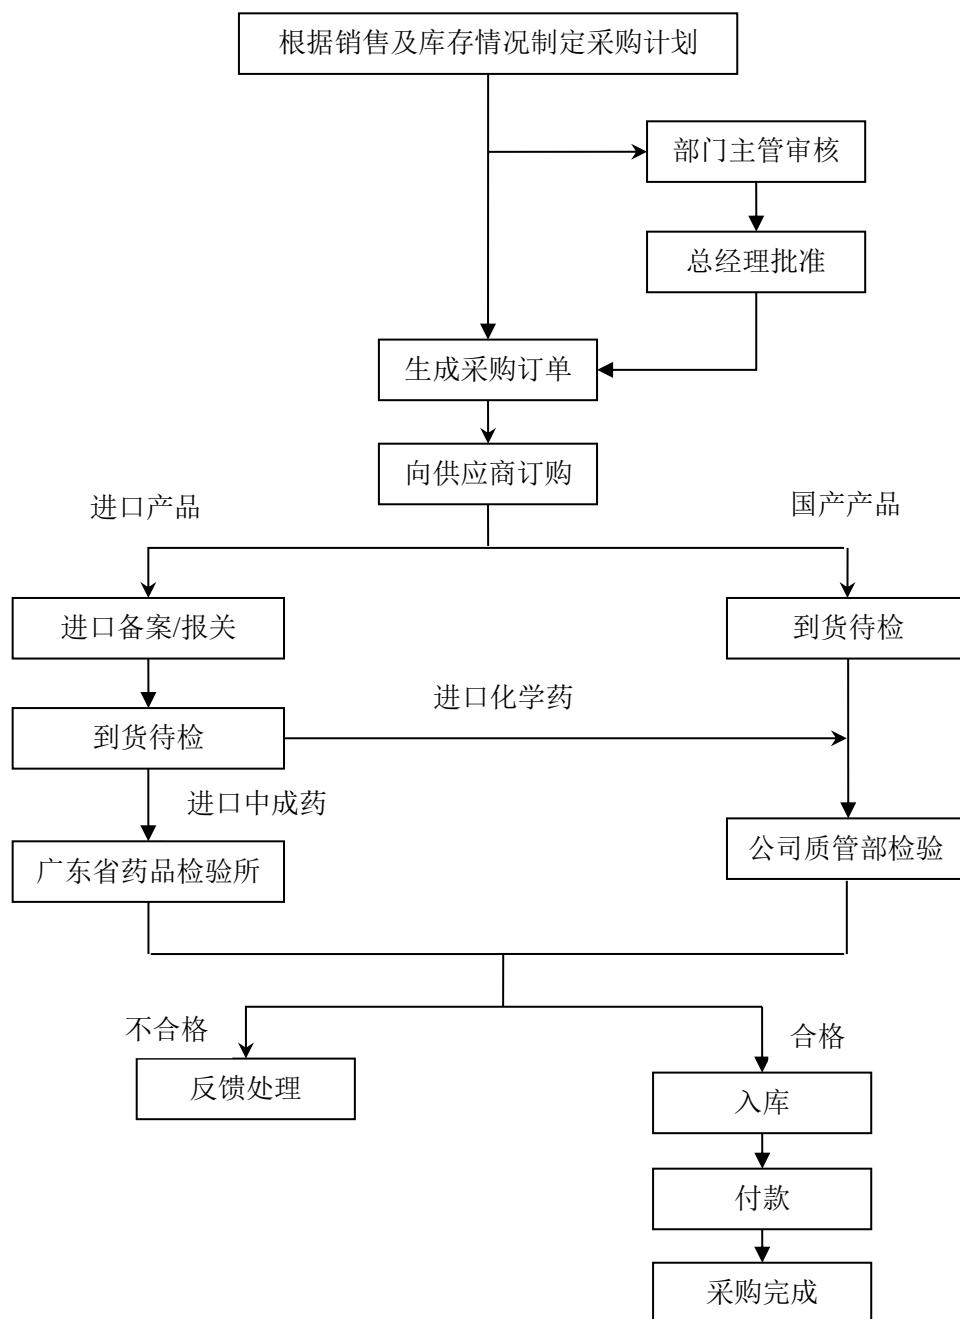 根据销售及库存情况制定采购计划
部门主管审核
总经理批准
生成采购订单
向供应商订购
进口产品
国产产品
进口备案/报关
到货待检
进口化学药
到货待检
进口中成药
公司质管部检验
广东省药品检验所
不合格
合格
反馈处理
入库
付款
采购完成